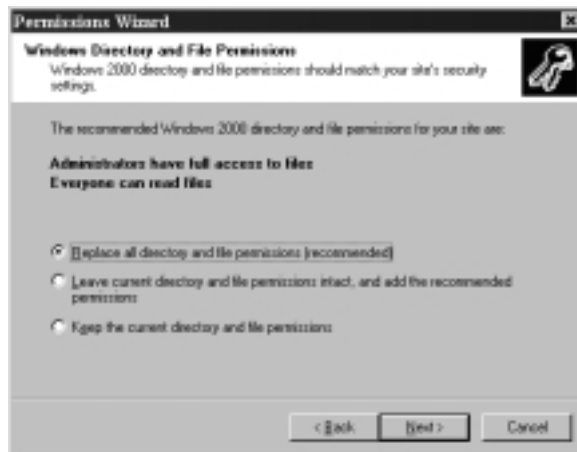 Permissions Wizard
Windows Directory and File Permissions
Windows 2000 directory and file permissions should match your site's security
settings.
The recommended Windows 2000 directory and file permissions for your site are:
Administrators have full access to files
Everyone can read files
Replace all directory and file permissions (recommended)
Leave current directory and file permissions intact, and add the recommended
permissions
Keep the current directory and file permissions
< Back
Next >
Cancel